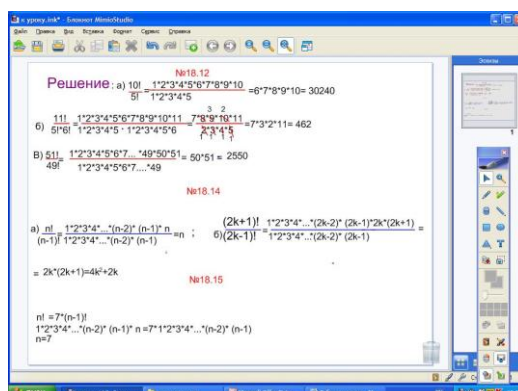 к уроку.ink* - Блокнот MimioStudio
Файл Правка Вид Вставка Формат Сервис Справка
Эскизы
№18.12
Решение: а) 10!/5! = 1*2*3*4*5*6*7*8*9*10/1*2*3*4*5 =6*7*8*9*10= 30240
б) 11!/5!*6! = 1*2*3*4*5*6*7*8*9*10*11/1*2*3*4*5 * 1*2*3*4*5*6 = 7*8*9*10*11/2*3*4*5 =7*3*2*11= 462
3 2
1 1 1 1
В) 51!/49! = 1*2*3*4*5*6*7... *49*50*51/1*2*3*4*5*6*7....*49 = 50*51 = 2550
№18.14
а) n!/(n-1)! = 1*2*3*4*...*(n-2)* (n-1)* n/1*2*3*4*...*(n-2)* (n-1) =n ; б) (2k+1)!/(2k-1)! = 1*2*3*4*...*(2k-2)* (2k-1)*2k*(2k+1)/1*2*3*4*...*(2k-2)* (2k-1) =
= 2k*(2k+1)=4k²+2k
№18.15
n! =7*(n-1)!
1*2*3*4*...*(n-2)* (n-1)* n =7*1*2*3*4*...*(n-2)* (n-1)
n=7
1